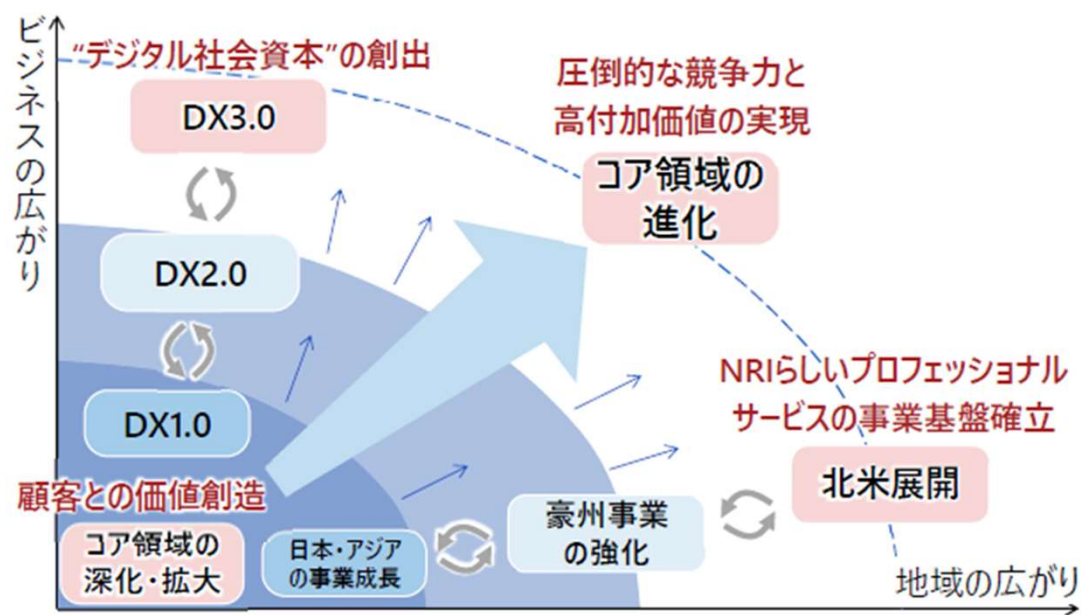 ビジネスの広がり
“デジタル社会資本”の創出
DX3.0
圧倒的な競争力と
高付加価値の実現
コア領域の
進化
DX2.0
DX1.0
NRIらしいプロフェッショナル
サービスの事業基盤確立
北米展開
顧客との価値創造
コア領域の
深化・拡大
日本・アジア
の事業成長
豪州事業
の強化
地域の広がり